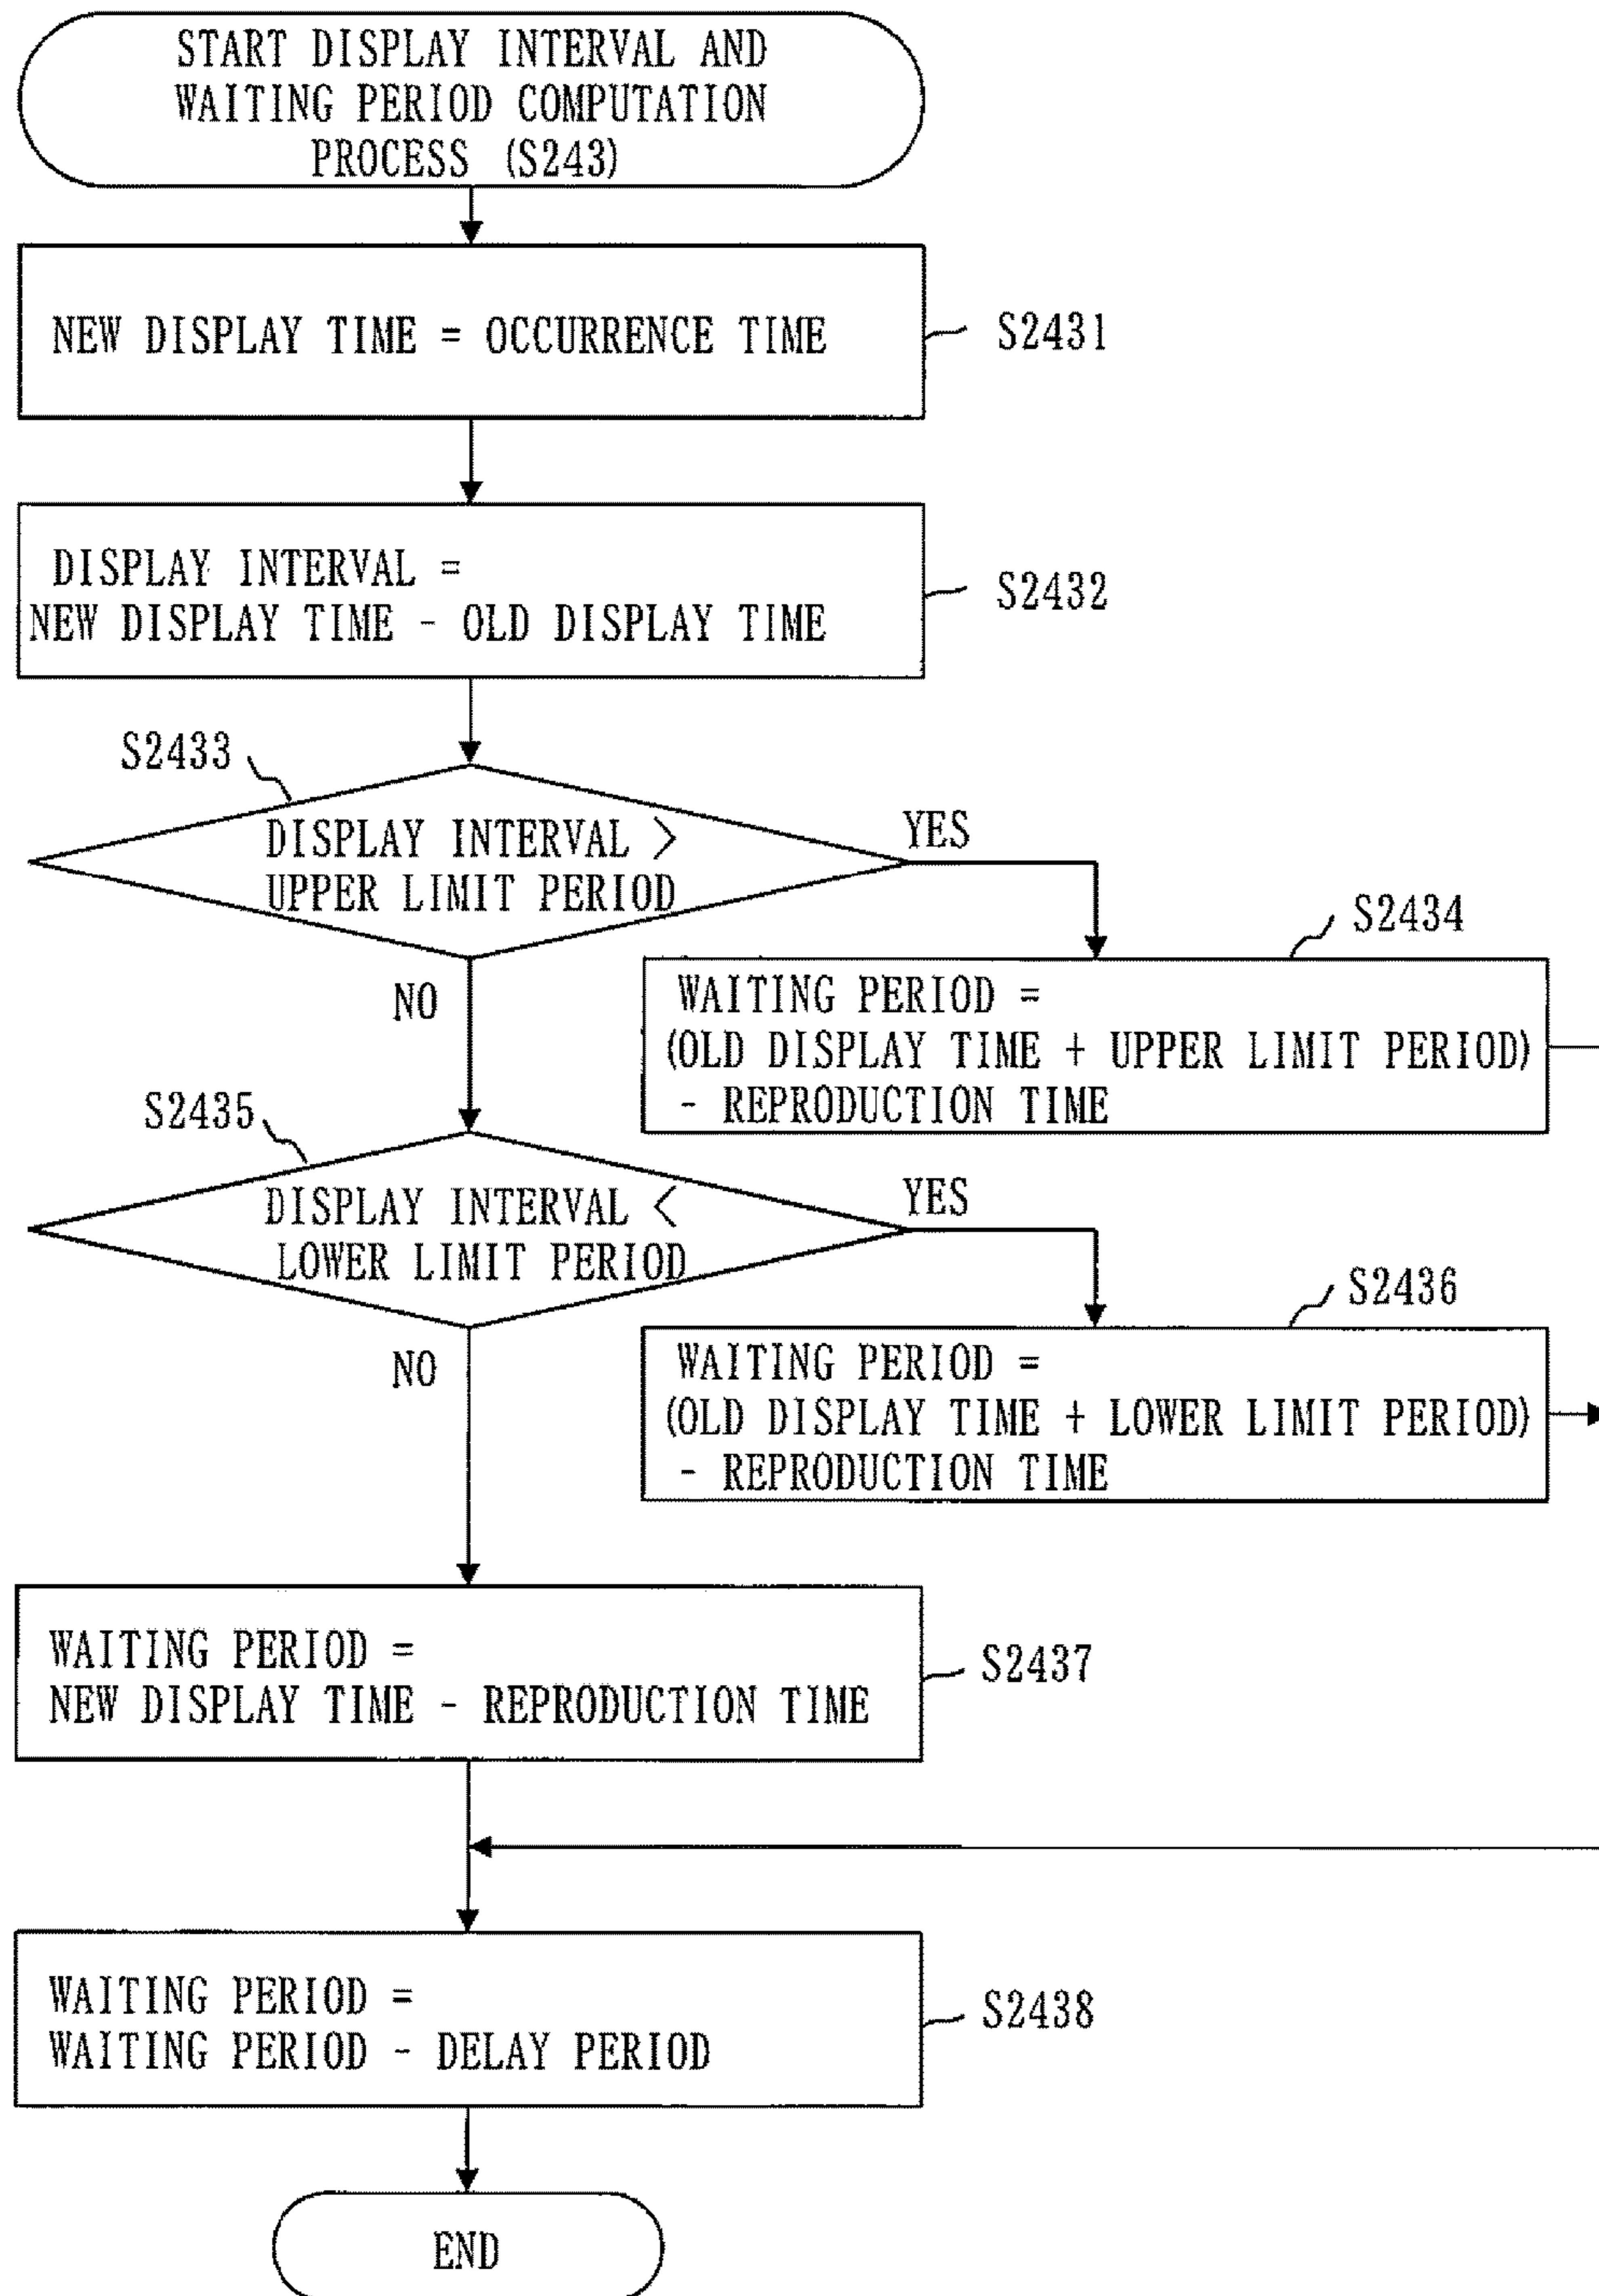 START DISPLAY INTERVAL AND
WAITING PERIOD COMPUTATION
PROCESS (S243)
NEW DISPLAY TIME = OCCURRENCE TIME
S2431
DISPLAY INTERVAL =
NEW DISPLAY TIME - OLD DISPLAY TIME
S2432
S2433
DISPLAY INTERVAL >
UPPER LIMIT PERIOD
YES
NO
S2434
WAITING PERIOD =
(OLD DISPLAY TIME + UPPER LIMIT PERIOD)
- REPRODUCTION TIME
S2435
DISPLAY INTERVAL <
LOWER LIMIT PERIOD
YES
NO
S2436
WAITING PERIOD =
(OLD DISPLAY TIME + LOWER LIMIT PERIOD)
- REPRODUCTION TIME
WAITING PERIOD =
NEW DISPLAY TIME - REPRODUCTION TIME
S2437
WAITING PERIOD =
WAITING PERIOD - DELAY PERIOD
S2438
END